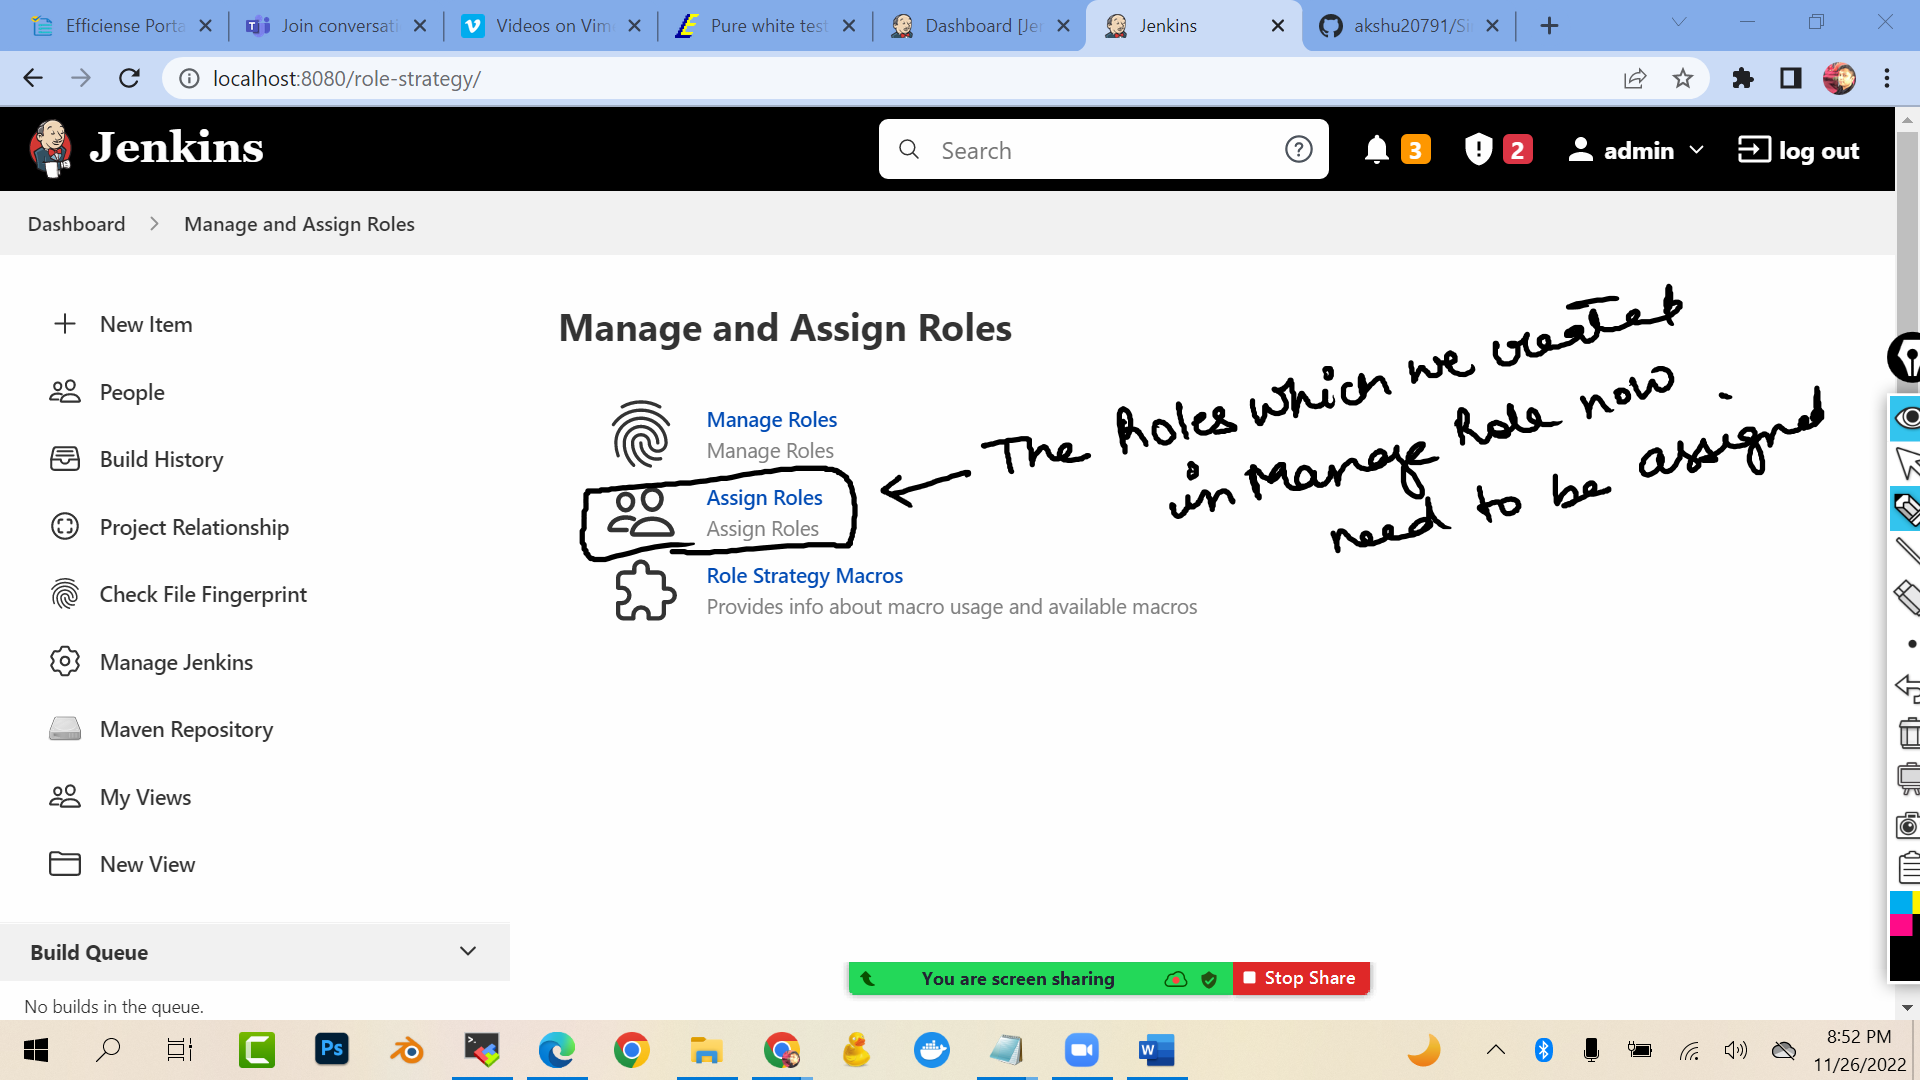 Efficiense Porta
Join conversati
Videos on Vim
Pure white test
Dashboard [Jer
Jenkins
akshu20791/Si
localhost:8080/role-strategy/
Jenkins
Search
3
2
admin
log out
Dashboard
Manage and Assign Roles
New Item
People
Build History
Project Relationship
Check File Fingerprint
Manage Jenkins
Maven Repository
My Views
New View
Build Queue
No builds in the queue.
Manage and Assign Roles
Manage Roles
Manage Roles
Assign Roles
Assign Roles
Role Strategy Macros
Provides info about macro usage and available macros
The Roles which we created
in Manage Role now
need to be assigned
You are screen sharing
Stop Share
Ps
W
8:52 PM
11/26/2022